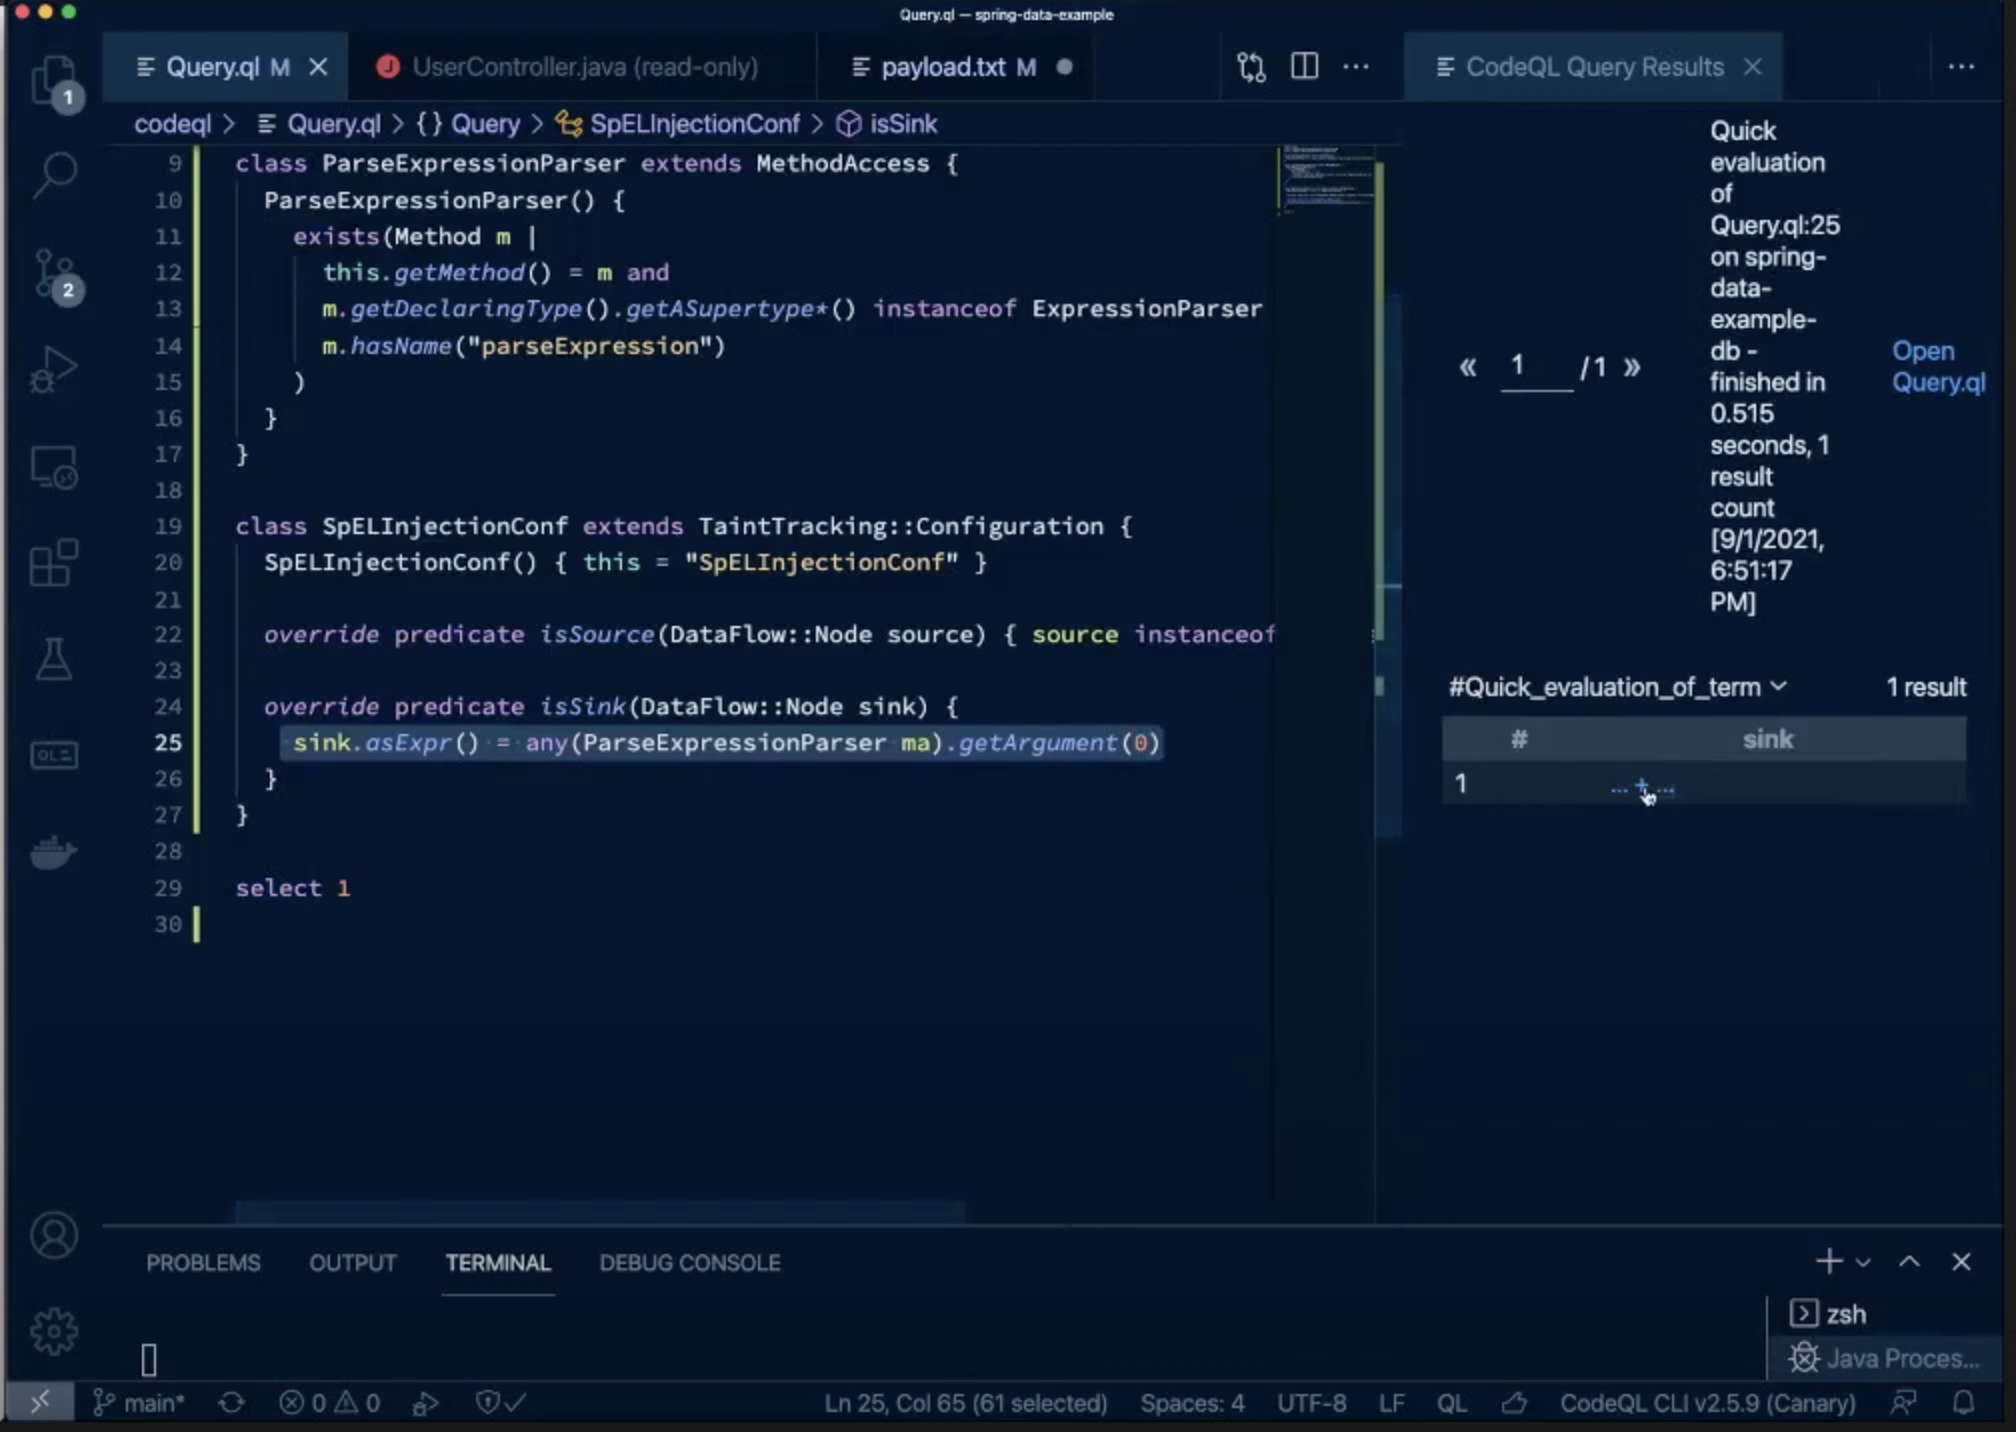 Query.ql — spring-data-example
Query.ql M
UserController.java (read-only)
payload.txt M
CodeQL Query Results
1
2
codeql > Query.ql > {} Query > SpELInjectionConf > isSink
9 class ParseExpressionParser extends MethodAccess {
10 ParseExpressionParser() {
11 exists(Method m |
12 this.getMethod() = m and
13 m.getDeclaringType().getASupertype*() instanceof ExpressionParser
14 m.hasName("parseExpression")
15 )
16 }
17 }
18
19 class SpELInjectionConf extends TaintTracking::Configuration {
20 SpELInjectionConf() { this = "SpELInjectionConf" }
21
22 override predicate isSource(DataFlow::Node source) { source instanceof
23
24 override predicate isSink(DataFlow::Node sink) {
25 sink.asExpr() = any(ParseExpressionParser ma).getArgument(0)
26 }
27 }
28
29 select 1
30
« 1 /1 »
Quick
evaluation
of
Query.ql:25
on spring-
data-
example-
db -
finished in
0.515
seconds, 1
result
count
[9/1/2021,
6:51:17
PM]
Open
Query.ql
#Quick_evaluation_of_term 1 result
# sink
1 ... + ...
PROBLEMS OUTPUT TERMINAL DEBUG CONSOLE
zsh
Java Proces...
main* 0 0 Ln 25, Col 65 (61 selected) Spaces: 4 UTF-8 LF QL CodeQL CLI v2.5.9 (Canary)